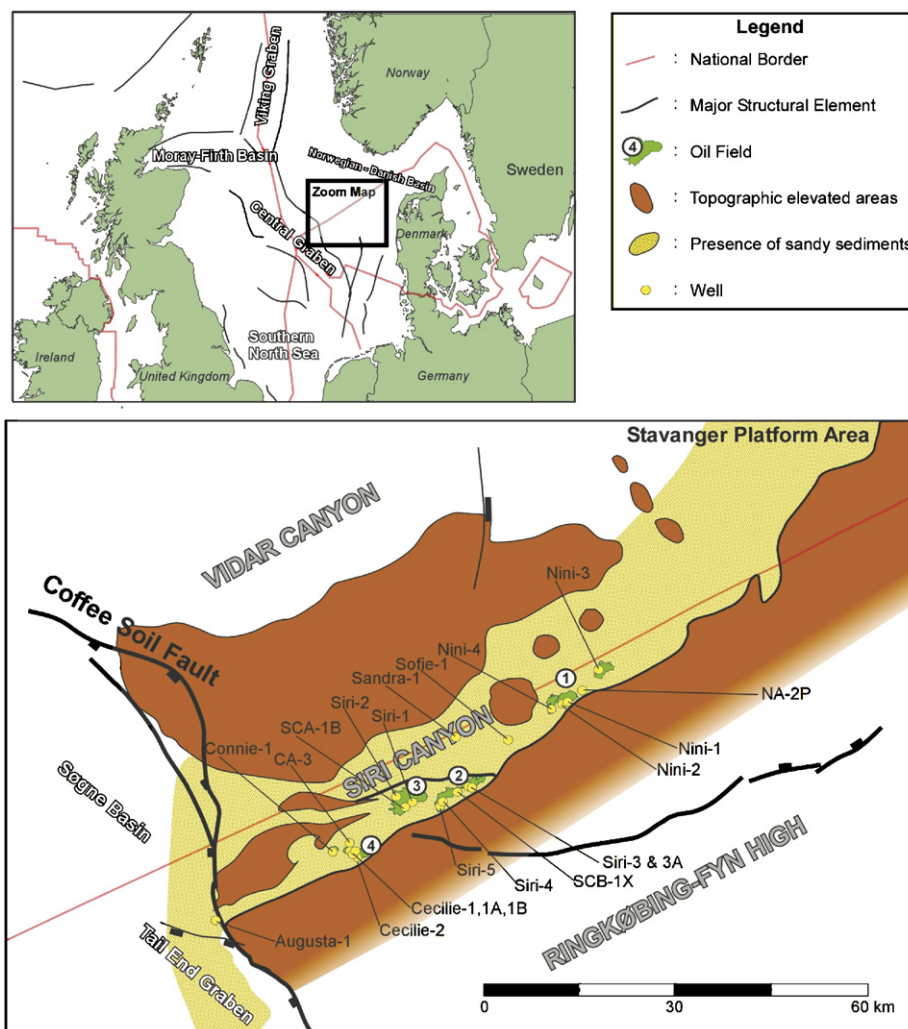 Viking Graben
Norway
Moray-Firth Basin
Norwegian - Danish Basin
Sweden
Zoom Map
Central Graben
Denmark
Southern
North Sea
Ireland
United Kingdom
Germany
Legend
: National Border
: Major Structural Element
4 : Oil Field
: Topographic elevated areas
: Presence of sandy sediments
: Well
Stavanger Platform Area
VIDAR CANYON
Coffee Soil Fault
Nini-3
Nini-4
Sofie-1
Sandra-1
Siri-2
Siri-1
SCA-1B
Connie-1
CA-3
SIRI CANYON
1
NA-2P
Nini-1
Nini-2
2
3
4
Søgne Basin
Siri-3 & 3A
SCB-1X
Siri-4
Siri-5
Cecilie-1,1A,1B
Cecilie-2
Augusta-1
Tail End Graben
RINGKØBING-FYN HIGH
0 30 60 km